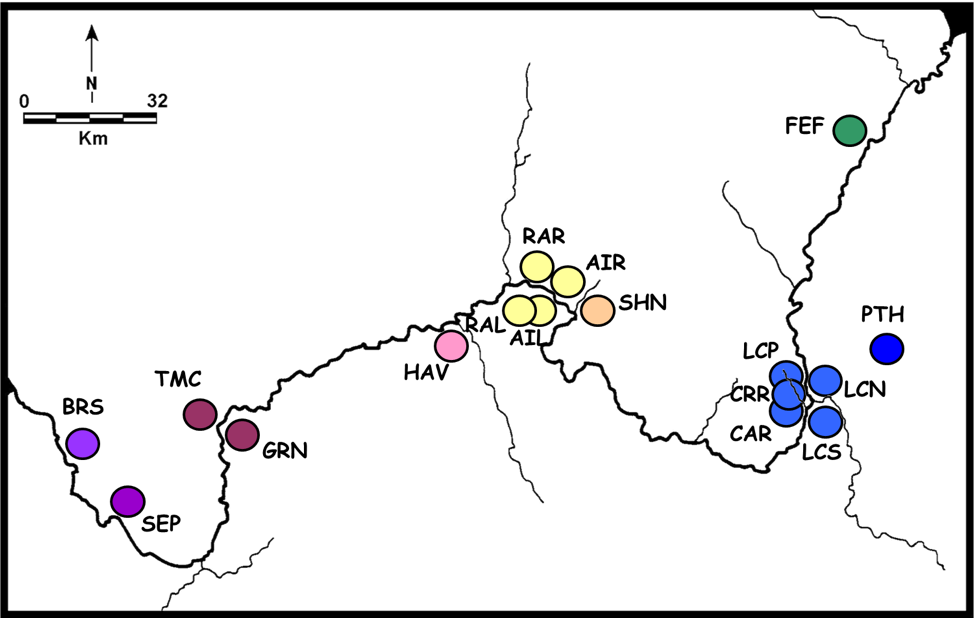 N
0 32
Km
FEF
RAR
AIR
SHN
RAL
AIL
PTH
HAV
LCP
TMC
CRR
LCN
BRS
CAR
GRN
LCS
SEP